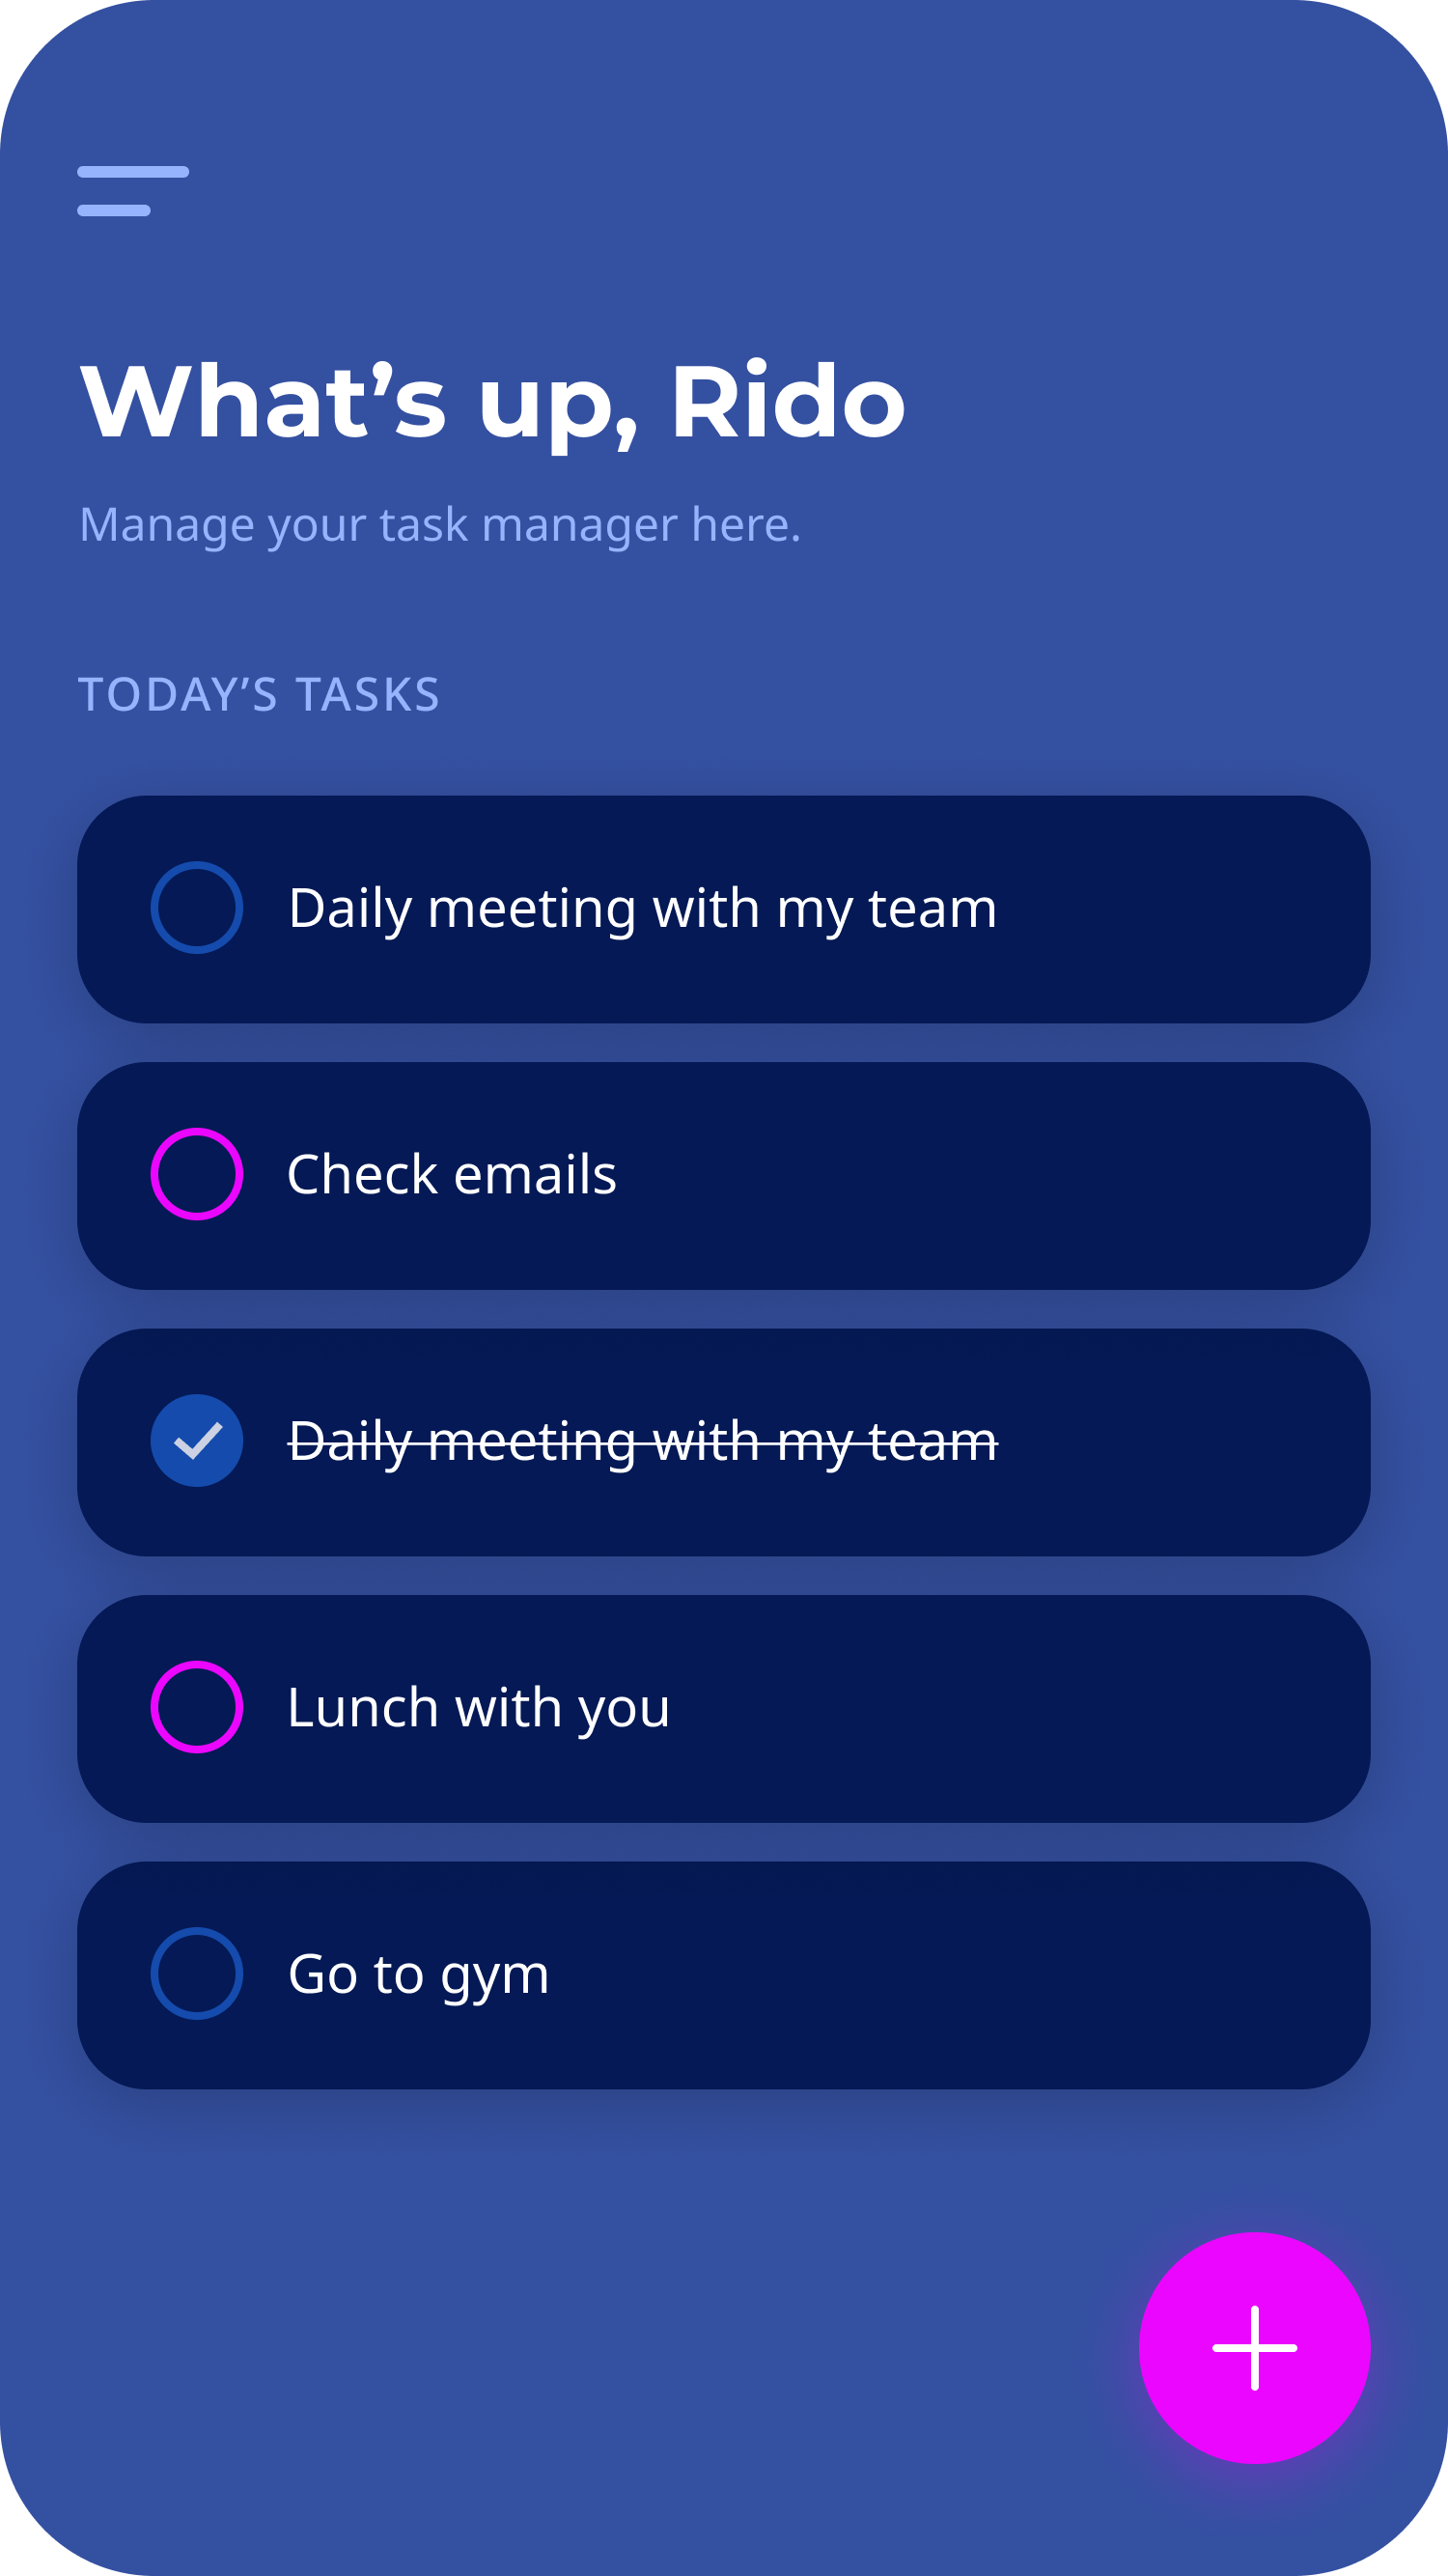 What’s up, Rido
Manage your task manager here.
TODAY’S TASKS
Daily meeting with my team
Check emails
Daily meeting with my team
Lunch with you
Go to gym